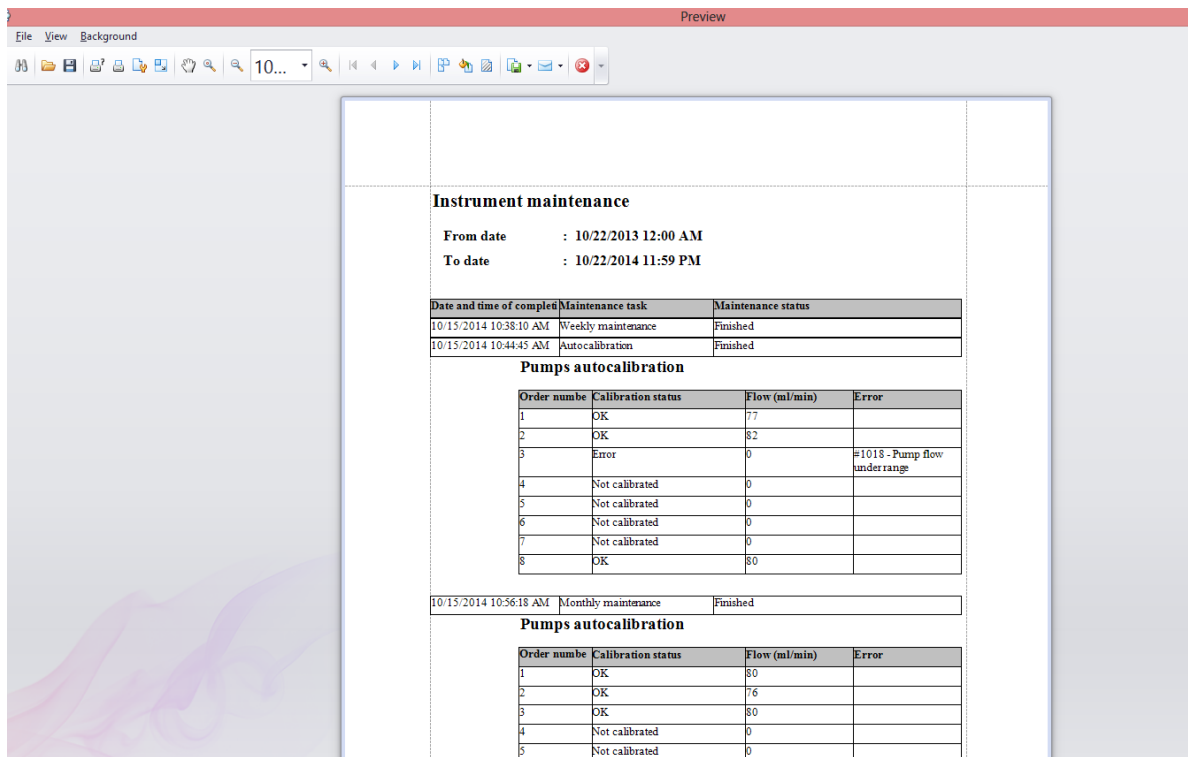 Preview
File View Background
10...
Instrument maintenance
From date : 10/22/2013 12:00 AM
To date : 10/22/2014 11:59 PM
Date and time of completi Maintenance task Maintenance status
10/15/2014 10:38:10 AM Weekly maintenance Finished
10/15/2014 10:44:45 AM Autocalibration Finished
Pumps autocalibration
Order numbe Calibration status Flow (ml/min) Error
1 OK 77
2 OK 82
3 Error 0 #1018 - Pump flow
under range
4 Not calibrated 0
5 Not calibrated 0
6 Not calibrated 0
7 Not calibrated 0
8 OK 80
10/15/2014 10:56:18 AM Monthly maintenance Finished
Pumps autocalibration
Order numbe Calibration status Flow (ml/min) Error
1 OK 80
2 OK 76
3 OK 80
4 Not calibrated 0
5 Not calibrated 0